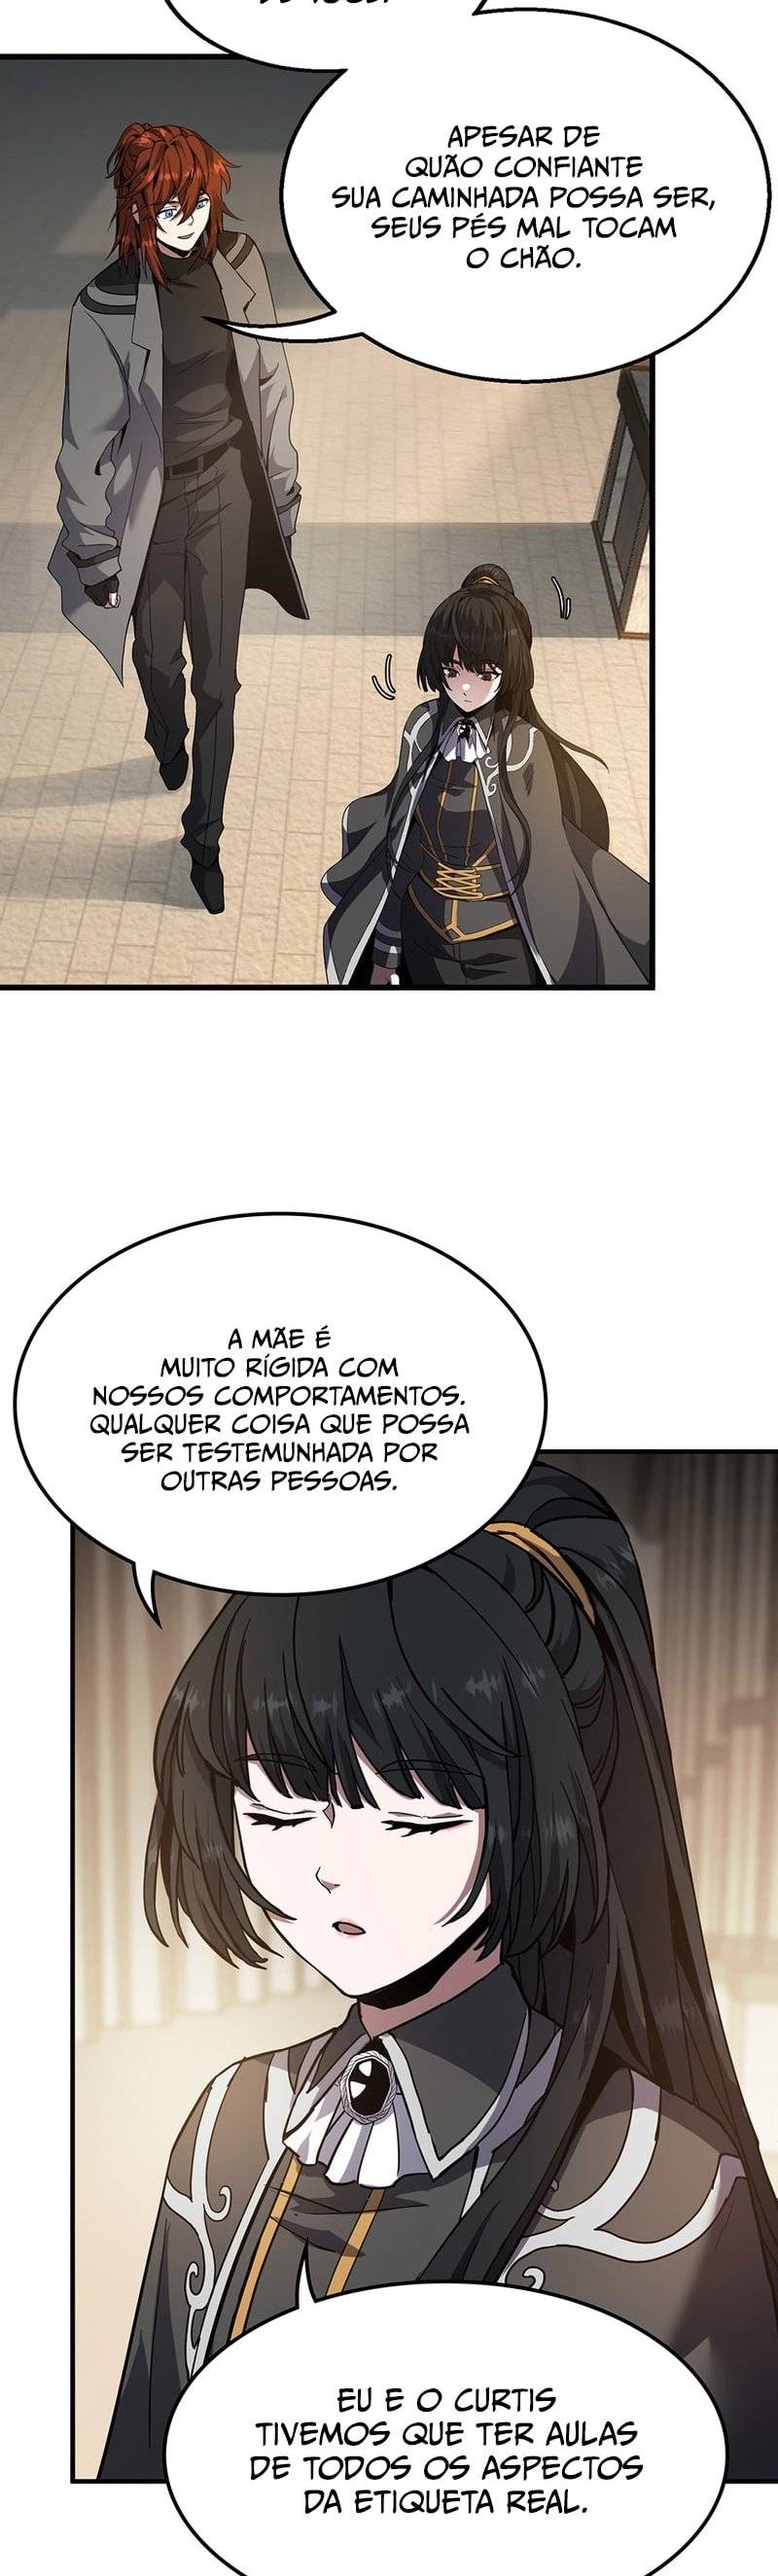 APESAR DE
QUÃO CONFIANTE
SUA CAMINHADA POSSA SER,
SEUS PÉS MAL TOCAM
O CHÃO.
A MÃE É
MUITO RÍGIDA COM
NOSSOS COMPORTAMENTOS.
QUALQUER COISA QUE POSSA
SER TESTEMUNHADA POR
OUTRAS PESSOAS.
EU E O CURTIS
TIVEMOS QUE TER AULAS
DE TODOS OS ASPECTOS
DA ETIQUETA REAL.